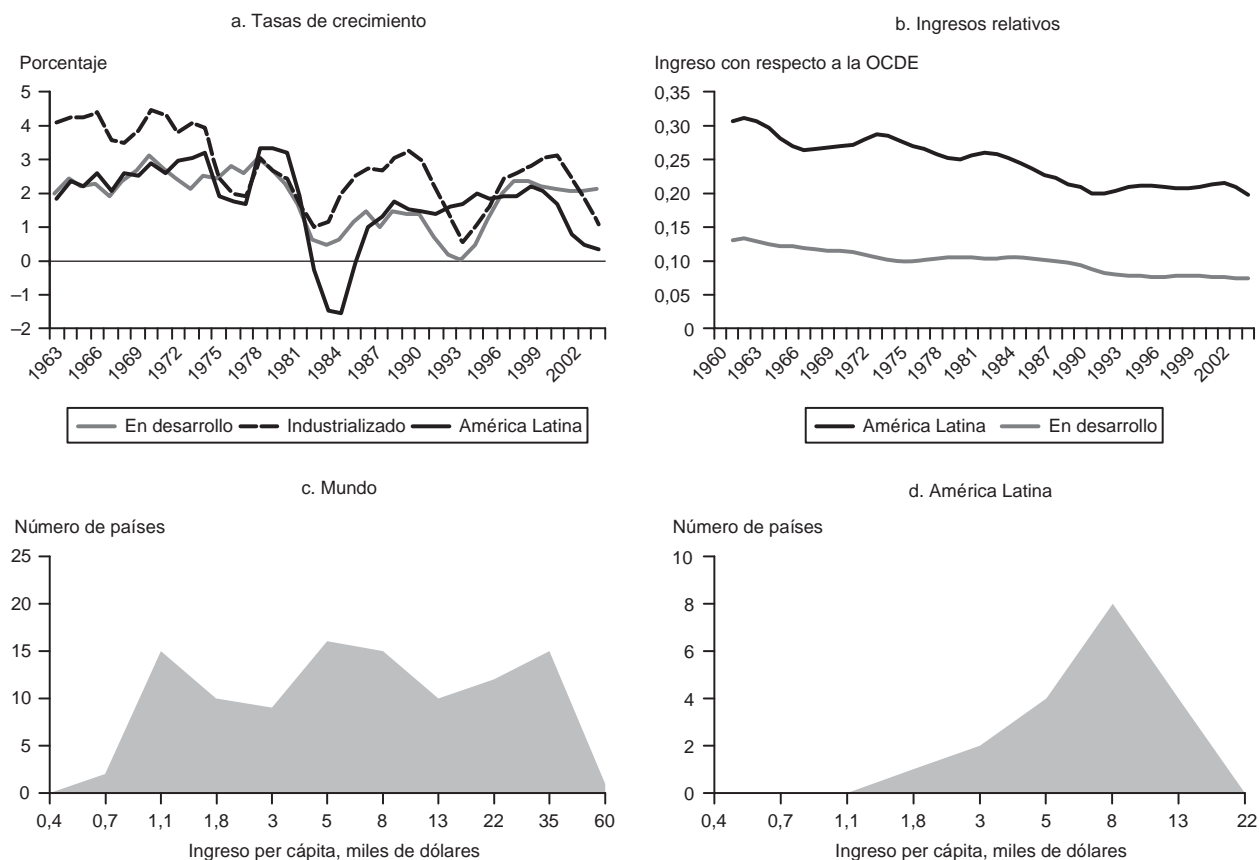 a. Tasas de crecimiento
Porcentaje
5
4
3
2
1
0
–1
–2
1963 1966 1969 1972 1975 1978 1981 1984 1987 1990 1993 1996 1999 2002
En desarrollo Industrializado América Latina
b. Ingresos relativos
Ingreso con respecto a la OCDE
0,35
0,30
0,25
0,20
0,15
0,10
0,05
0
1960 1963 1966 1969 1972 1975 1978 1981 1984 1987 1990 1993 1996 1999 2002
América Latina En desarrollo
c. Mundo
Número de países
25
20
15
10
5
0
0,4 0,7 1,1 1,8 3 5 8 13 22 35 60
Ingreso per cápita, miles de dólares
d. América Latina
Número de países
10
8
6
4
2
0
0,4 0,7 1,1 1,8 3 5 8 13 22
Ingreso per cápita, miles de dólares